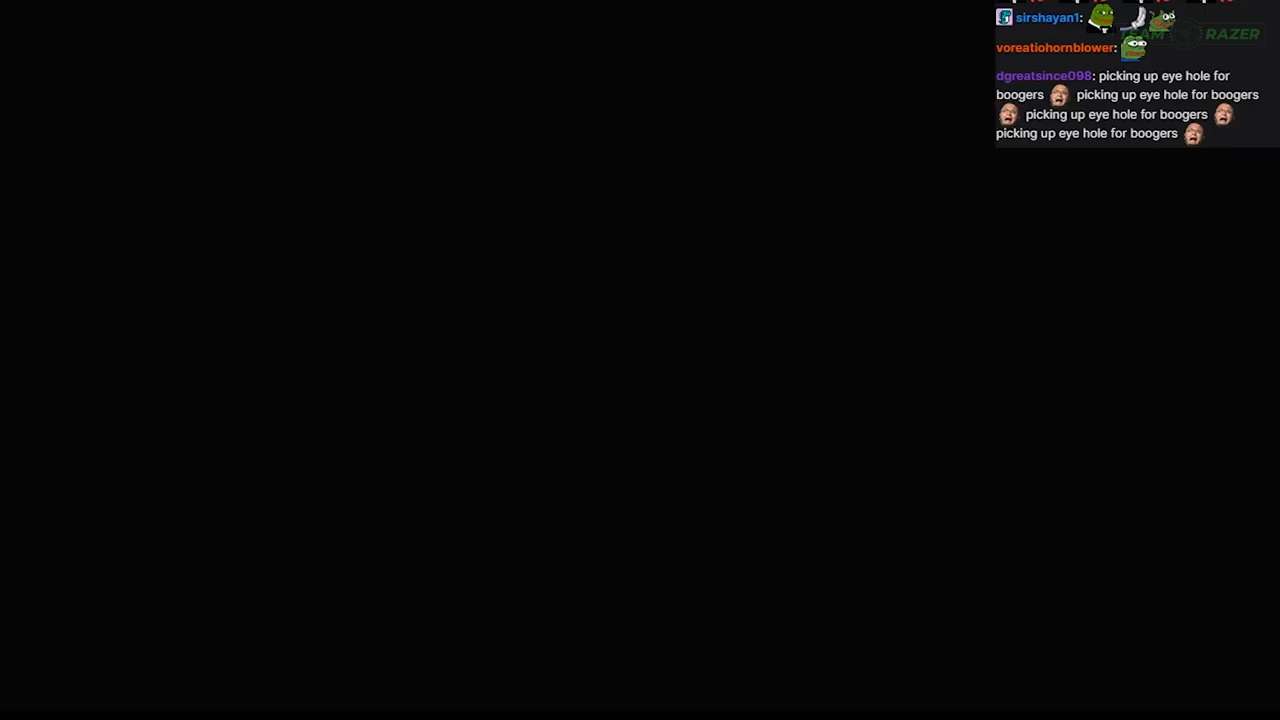 sirshayan1:
TEAM RAZER
voreatiohornblower:
dgreatsince098: picking up eye hole for
boogers picking up eye hole for boogers
picking up eye hole for boogers
picking up eye hole for boogers